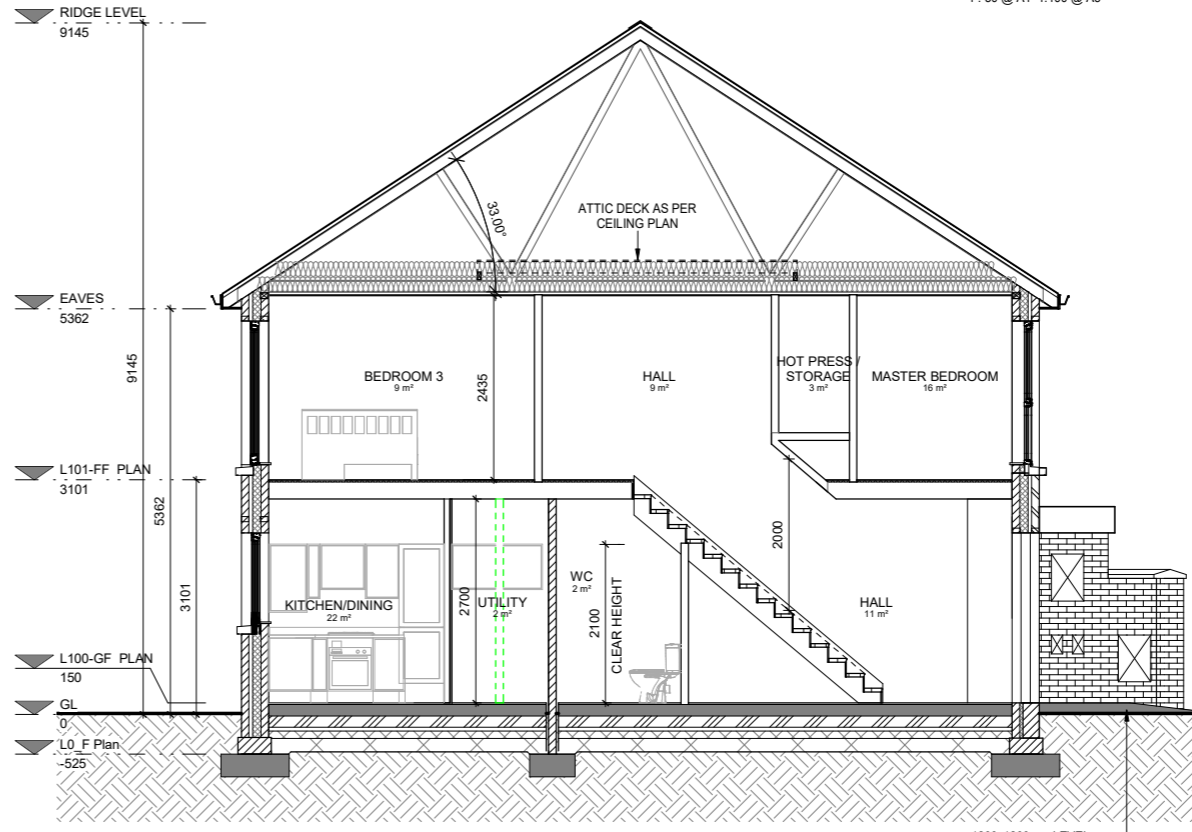 RIDGE LEVEL
9145
33.00°
ATTIC DECK AS PER
CEILING PLAN
EAVES
5362
9145
BEDROOM 3
9 m²
2435
HALL
9 m²
HOT PRESS /
STORAGE
3 m²
MASTER BEDROOM
16 m²
L101-FF PLAN
3101
5362
3101
2000
KITCHEN/DINING
22 m²
2700
UTILITY
2 m²
WC
2 m²
2100
CLEAR HEIGHT
HALL
11 m²
L100-GF PLAN
150
GL
0
L0_F Plan
-525